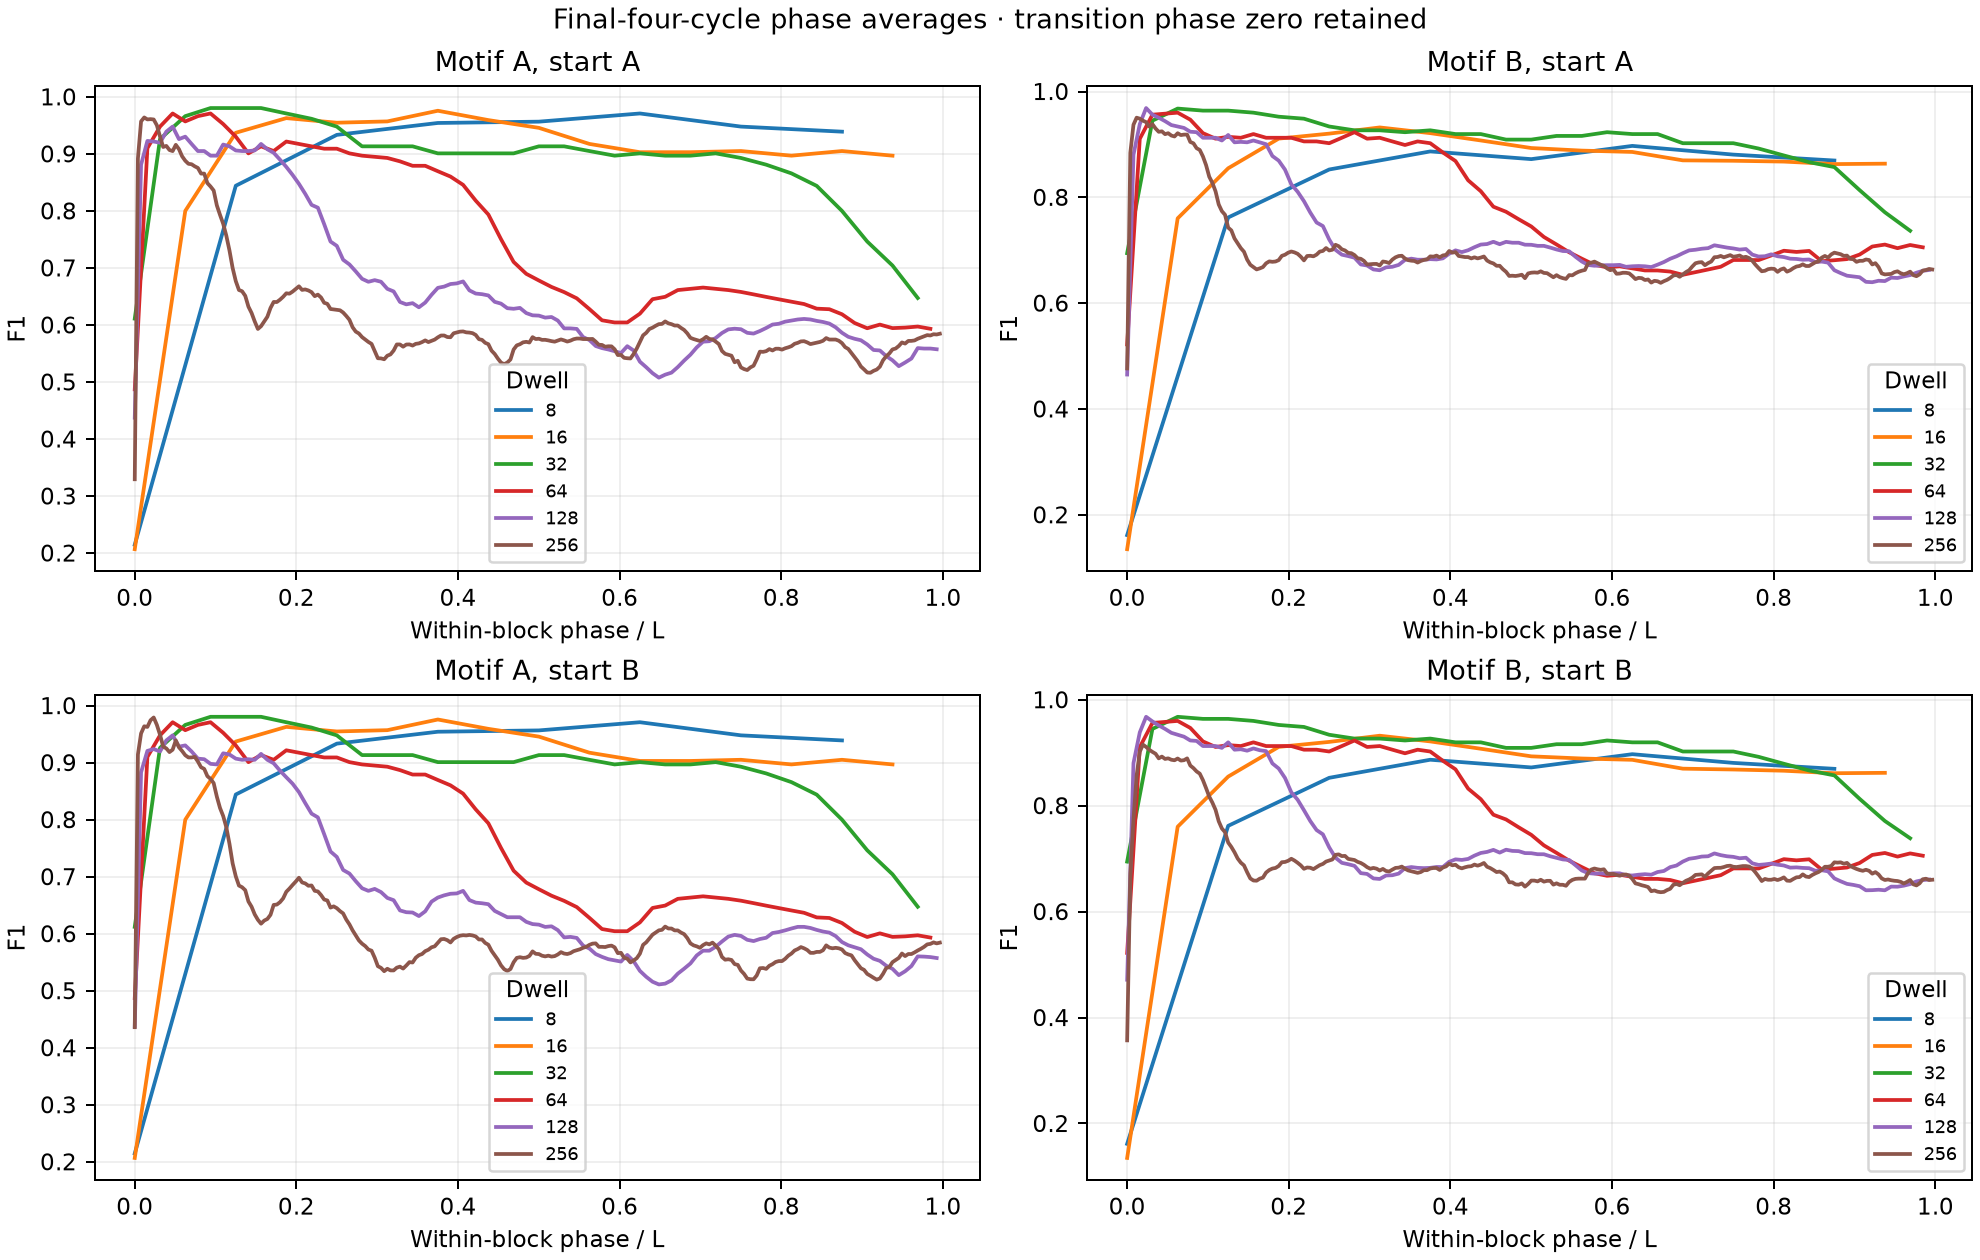 Final-four-cycle phase averages · transition phase zero retained
Motif A, start A
F1
1.0
0.9
0.8
0.7
0.6
0.5
0.4
0.3
0.2
Dwell
8
16
32
64
128
256
0.0 0.2 0.4 0.6 0.8 1.0
Within-block phase / L
Motif B, start A
F1
1.0
0.8
0.6
0.4
0.2
Dwell
8
16
32
64
128
256
0.0 0.2 0.4 0.6 0.8 1.0
Within-block phase / L
Motif A, start B
F1
1.0
0.9
0.8
0.7
0.6
0.5
0.4
0.3
0.2
Dwell
8
16
32
64
128
256
0.0 0.2 0.4 0.6 0.8 1.0
Within-block phase / L
Motif B, start B
F1
1.0
0.8
0.6
0.4
0.2
Dwell
8
16
32
64
128
256
0.0 0.2 0.4 0.6 0.8 1.0
Within-block phase / L